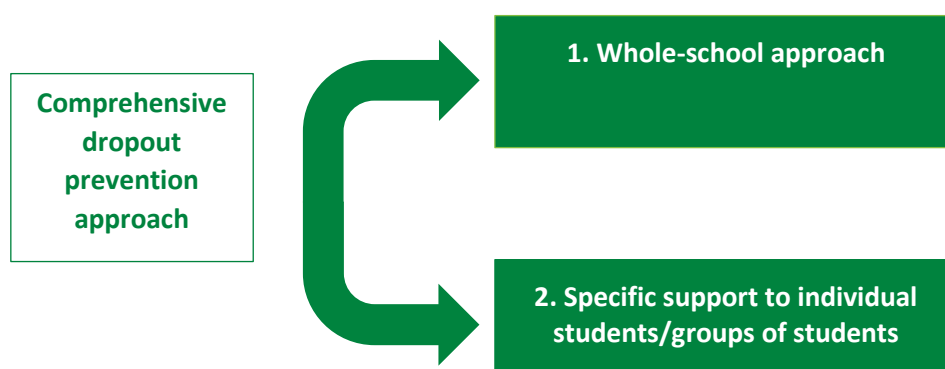 Comprehensive
dropout
prevention
approach
1. Whole-school approach
2. Specific support to individual
students/groups of students